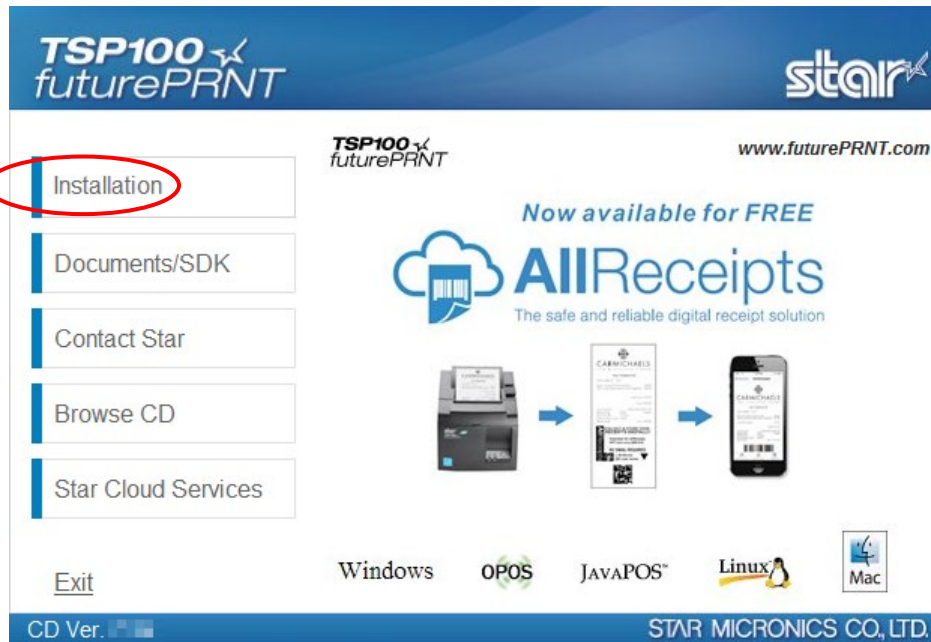 TSP100
futurePRNT
star
Installation
Documents/SDK
Contact Star
Browse CD
Star Cloud Services
Exit
TSP100
futurePRNT
www.futurePRNT.com
Now available for FREE
AllReceipts
The safe and reliable digital receipt solution
CARMICHAELS
Windows
OPOS
JAVAPOS™
Linux
Mac
CD Ver.
STAR MICRONICS CO., LTD.